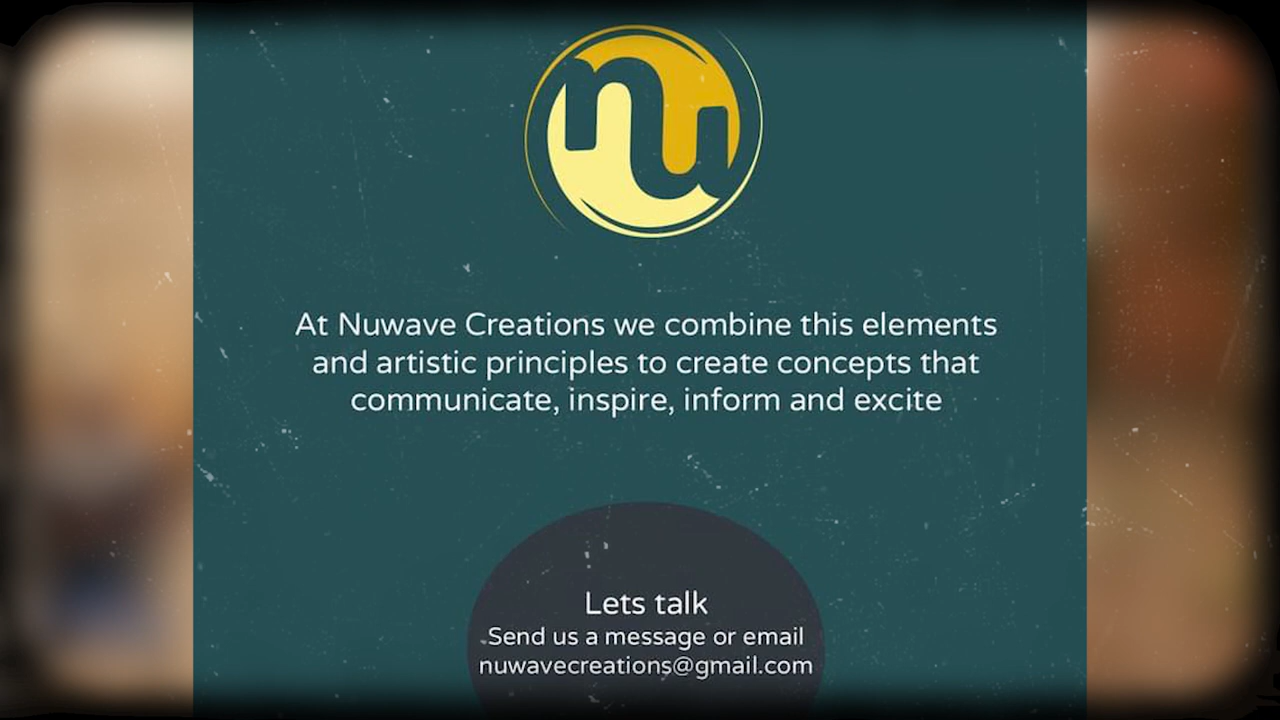 nu
At Nuwave Creations we combine this elements
and artistic principles to create concepts that
communicate, inspire, inform and excite
Lets talk
Send us a message or email
nuwavecreations@gmail.com